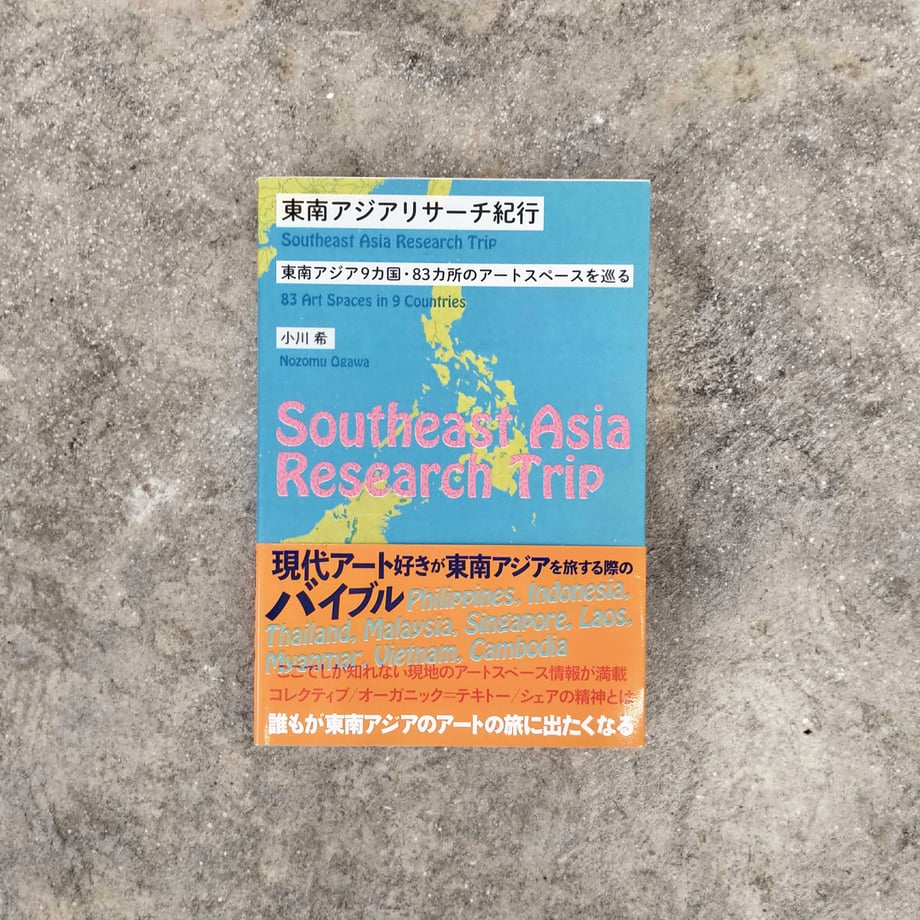 東南アジアリサーチ紀行
Southeast Asia Research Trip
東南アジア9カ国・83カ所のアートスペースを巡る
83 Art Spaces in 9 Countries
小川 希
Nozomu Ogawa
Southeast Asia
Research Trip
現代アート好きが東南アジアを旅する際の
バイブル
Philippines, Indonesia,
Thailand, Malaysia, Singapore, Laos,
Myanmar, Vietnam, Cambodia
ここでしか知れない現地のアートスペース情報が満載
コレクティブ/オーガニック=テキトー/シェアの精神とは
誰もが東南アジアのアートの旅に出たくなる